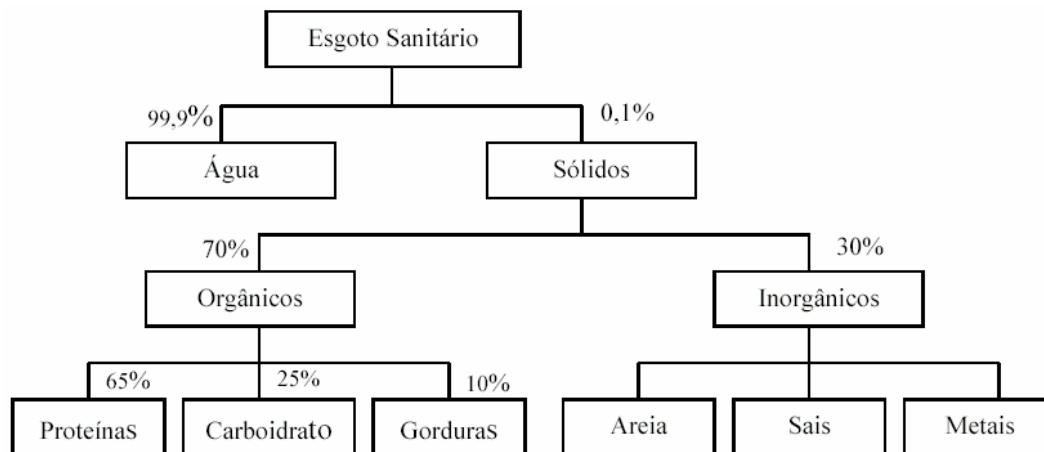 Esgoto Sanitário
99,9%
0,1%
Água
Sólidos
70%
30%
Orgânicos
Inorgânicos
65%
25%
10%
Proteínas
Carboidrato
Gorduras
Areia
Sais
Metais